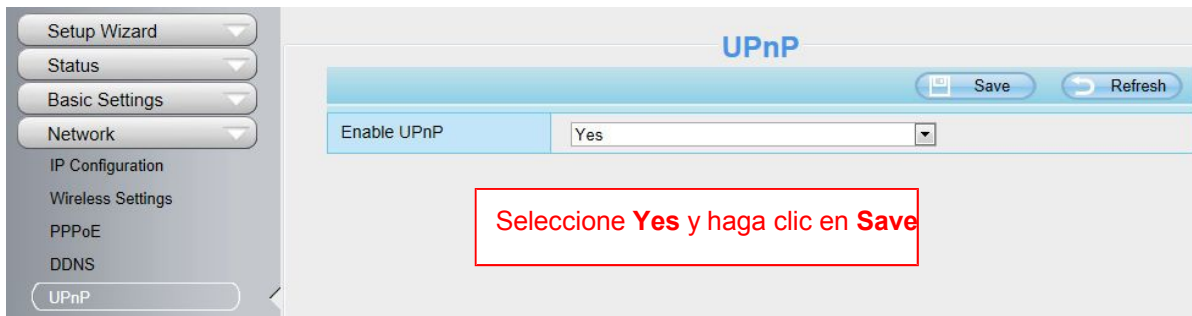 Setup Wizard
Status
Basic Settings
Network
IP Configuration
Wireless Settings
PPPoE
DDNS
UPnP
UPnP
Save Refresh
Enable UPnP Yes
Seleccione Yes y haga clic en Save